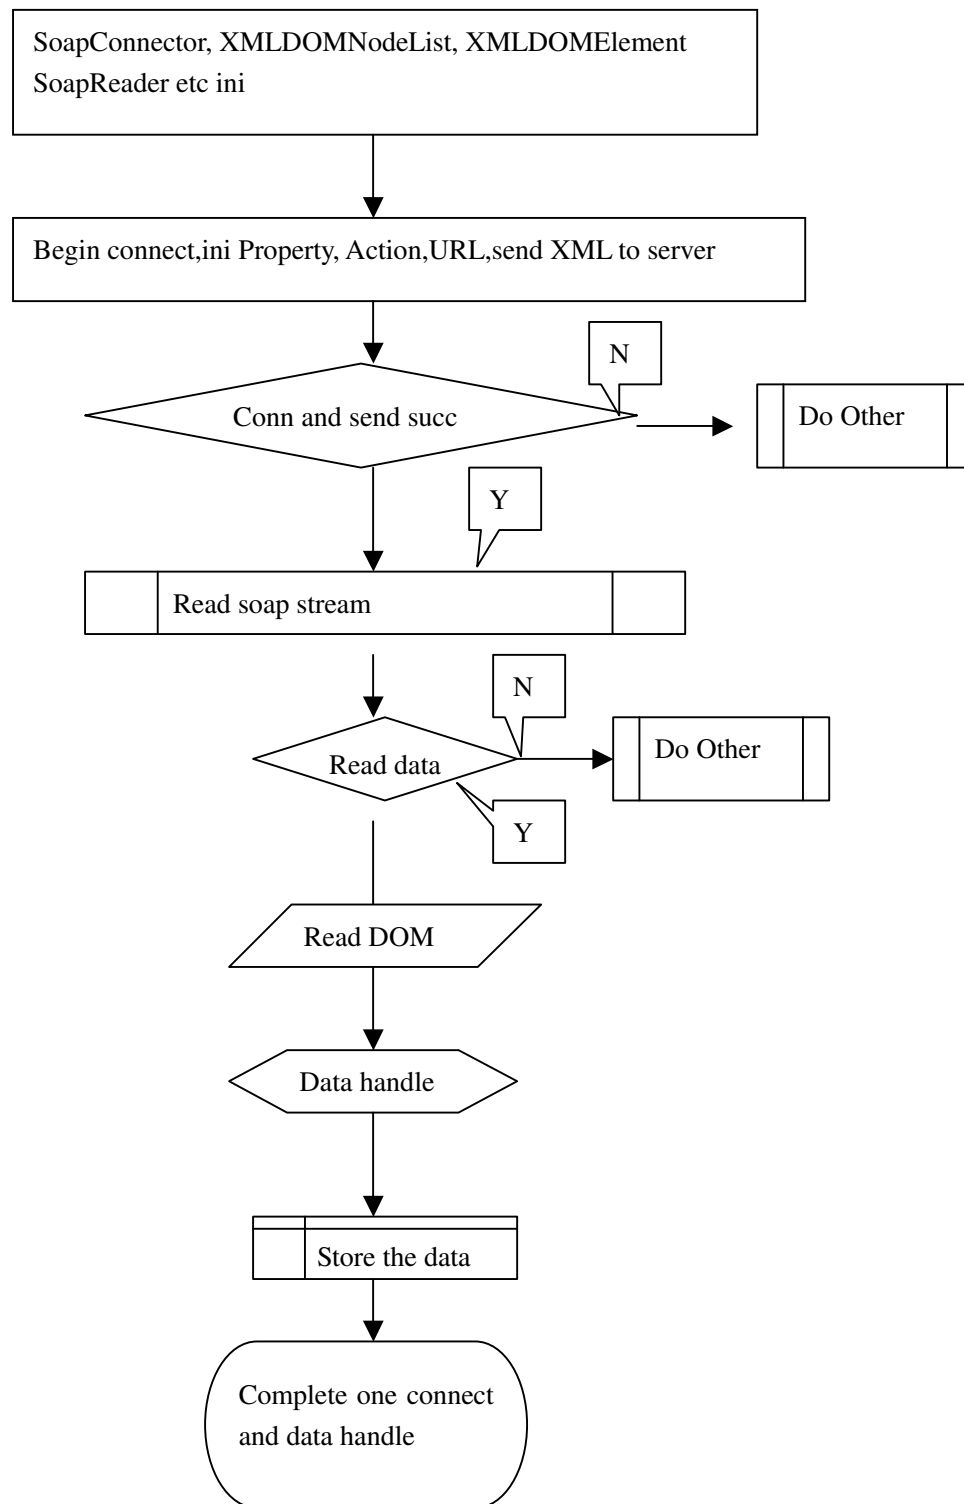 SoapConnector, XMLDOMNodeList, XMLDOMElement
SoapReader etc ini
Begin connect,ini Property, Action,URL,send XML to server
N
Conn and send succ
Do Other
Y
Read soap stream
N
Read data
Do Other
Y
Read DOM
Data handle
Store the data
Complete one connect
and data handle